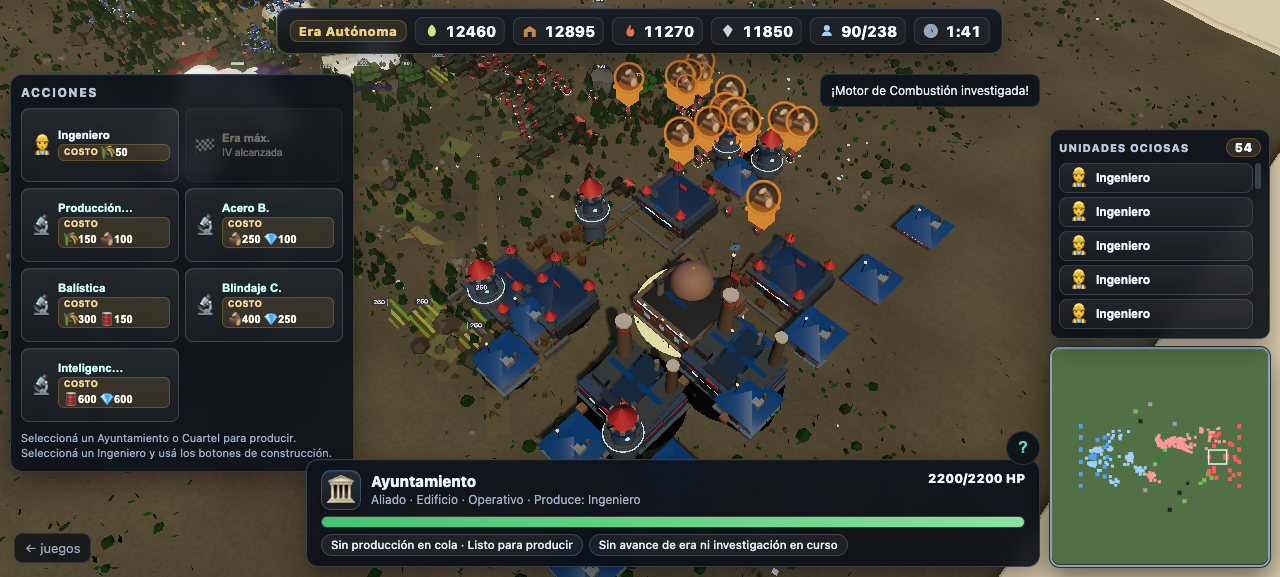 Era Autónoma
12460
12895
11270
11850
90/238
1:41
¡Motor de Combustión investigada!
ACCIONES
Ingeniero
COSTO 50
Era máx.
IV alcanzada
Producción...
COSTO
150 100
Acero B.
COSTO
250 100
Balística
COSTO
300 150
Blindaje C.
COSTO
400 250
Inteligenc...
COSTO
600 600
Seleccioná un Ayuntamiento o Cuartel para producir.
Seleccioná un Ingeniero y usá los botones de construcción.
← juegos
250
250
250
250
UNIDADES OCIOSAS 54
Ingeniero
Ingeniero
Ingeniero
Ingeniero
Ingeniero
?
Ayuntamiento
2200/2200 HP
Aliado · Edificio · Operativo · Produce: Ingeniero
Sin producción en cola · Listo para producir
Sin avance de era ni investigación en curso